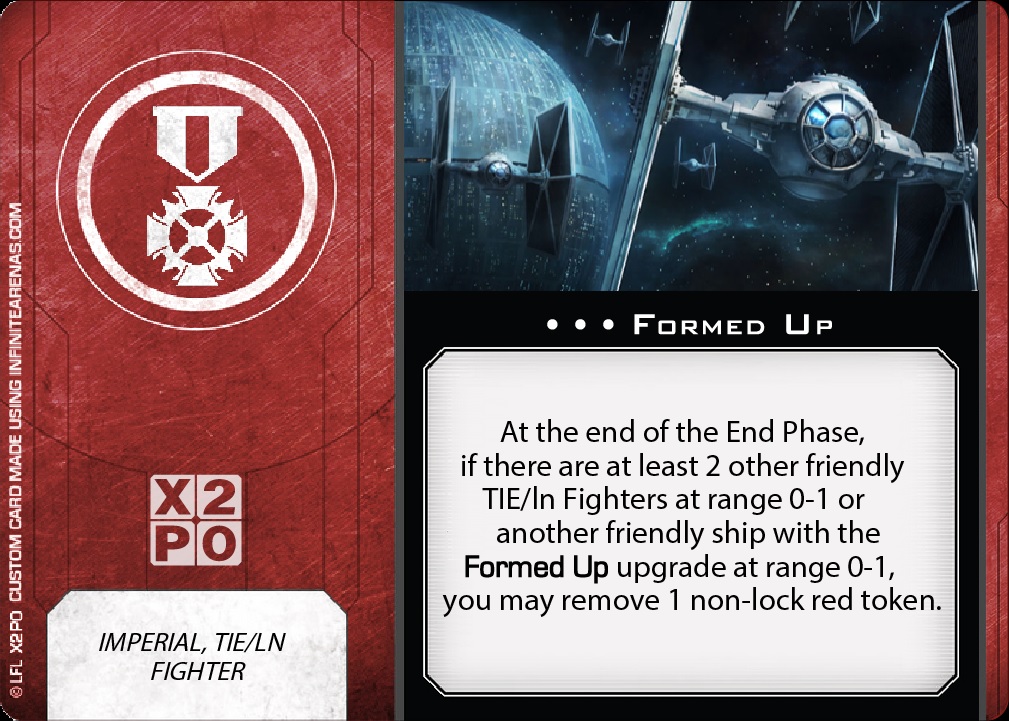 ••• FORMED UP
At the end of the End Phase,
if there are at least 2 other friendly
TIE/ln Fighters at range 0-1 or
another friendly ship with the
Formed Up upgrade at range 0-1,
you may remove 1 non-lock red token.
X2
PO
IMPERIAL, TIE/LN
FIGHTER
© LFL X2PO CUSTOM CARD MADE USING INFINITEARENAS.COM